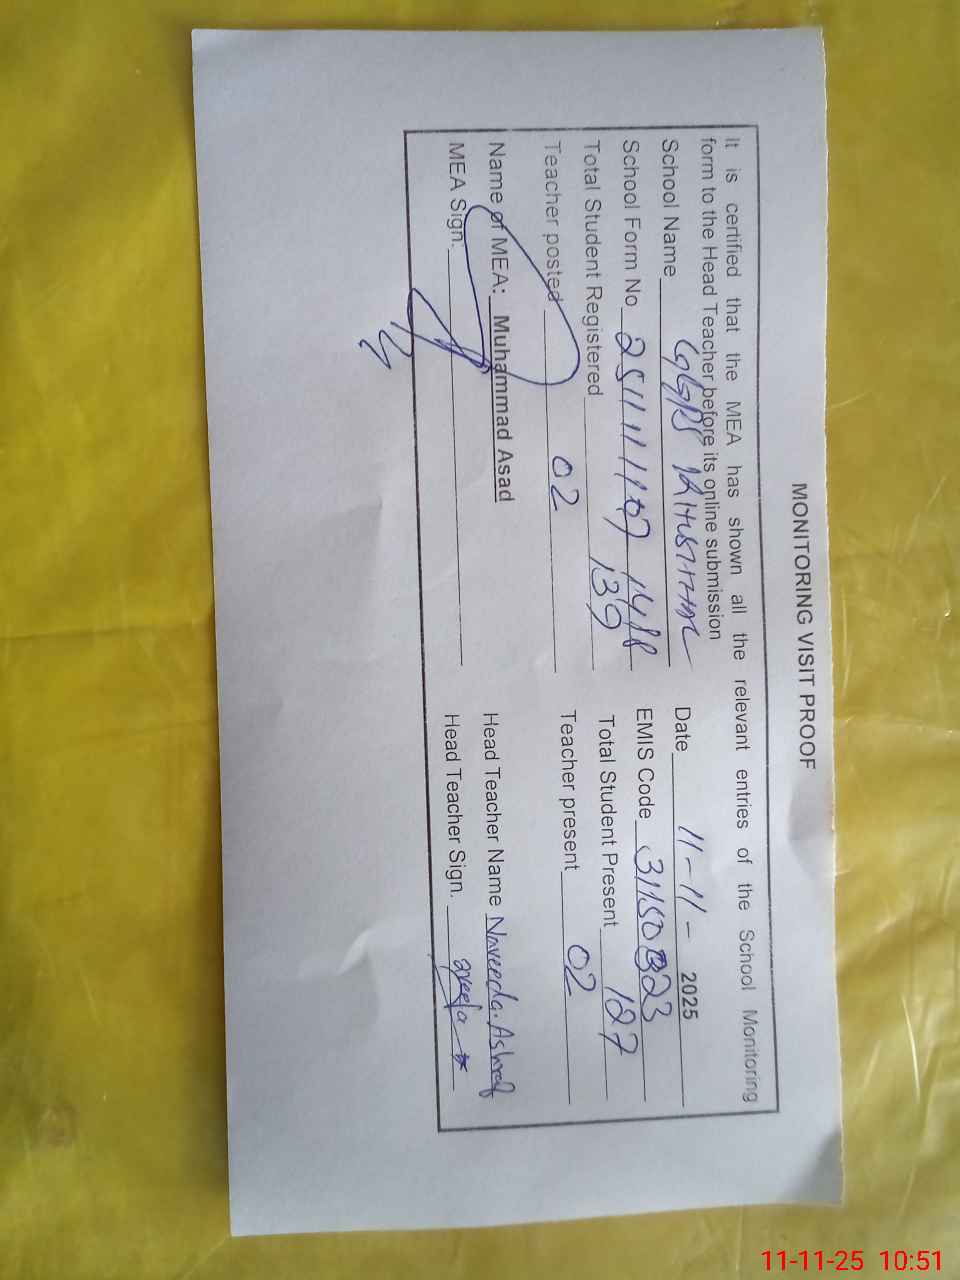 MONITORING VISIT PROOF
It is certified that the MEA has shown all the relevant entries of the School Monitoring
form to the Head Teacher before its online submission
School Name GGPS Date 11-11- 2025
School Form No 2511111107 1488 EMIS Code 31150323
Total Student Registered 139 Total Student Present 127
Teacher posted 02 Teacher present 02
Name of MEA: Muhammad Asad Head Teacher Name Naveeda.Ashraf
MEA Sign. Head Teacher Sign.
11-11-25 10:51